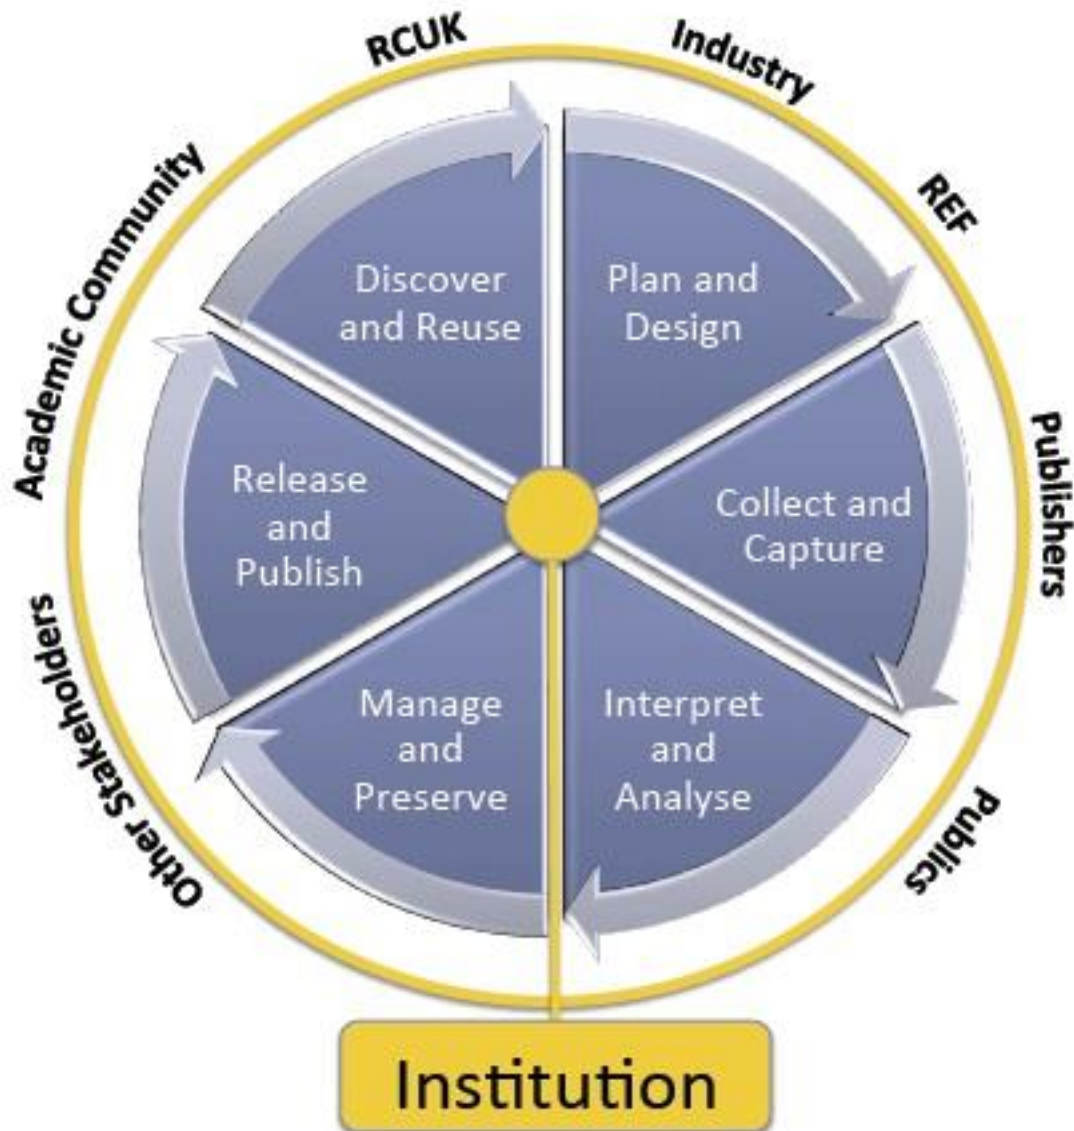 RCUK
Industry
REF
Publishers
Publics
Other Stakeholders
Academic Community
Discover
and Reuse
Plan and
Design
Collect and
Capture
Interpret
and
Analyse
Manage
and
Preserve
Release
and
Publish
Institution